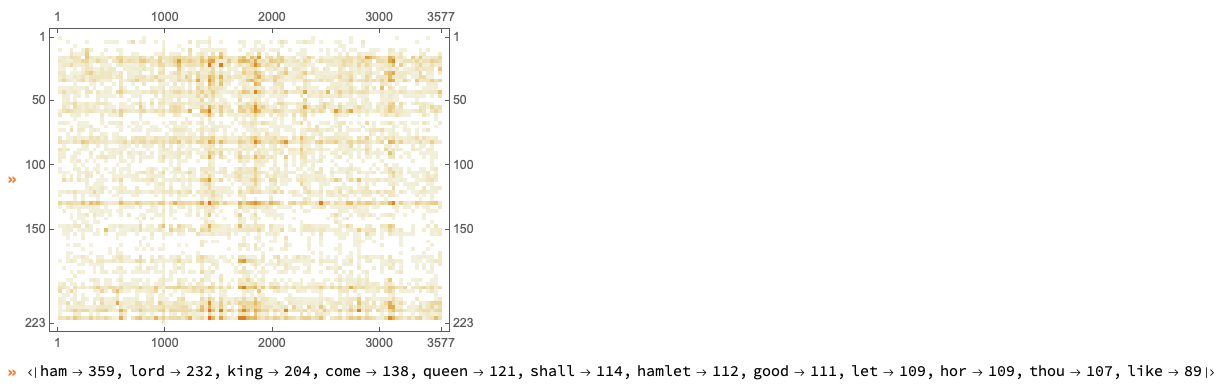 1 1000 2000 3000 3577
1 1
50 50
100 100
»
150 150
223 223
1 1000 2000 3000 3577
» <|ham → 359, lord → 232, king → 204, come → 138, queen → 121, shall → 114, hamlet → 112, good → 111, let → 109, hor → 109, thou → 107, like → 89|>